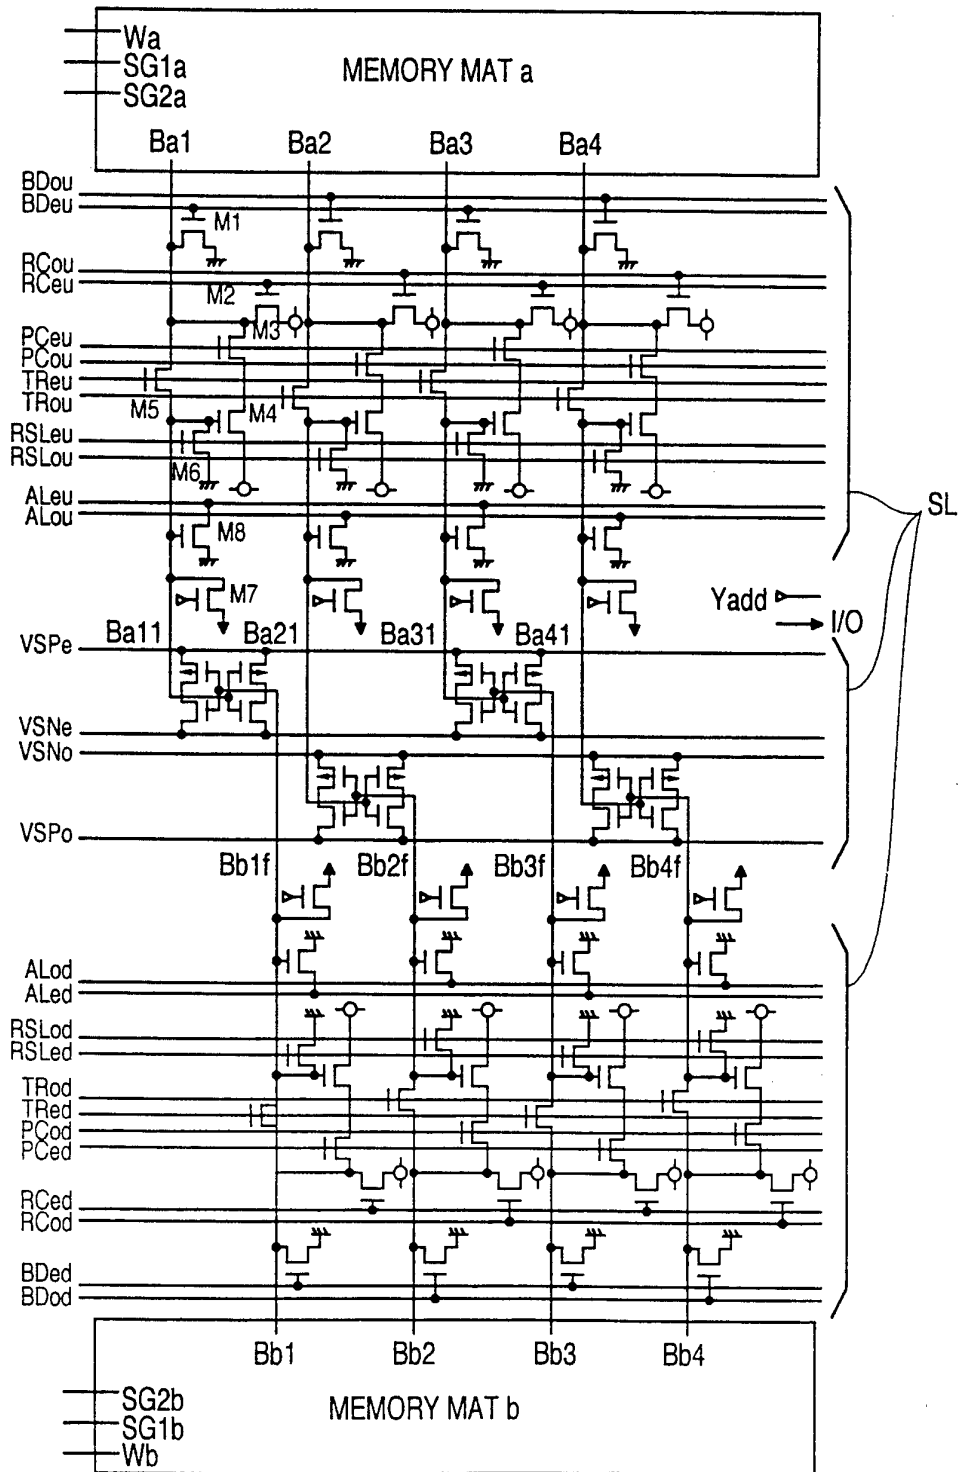 Wa
SG1a
SG2a
MEMORY MAT a
Ba1 Ba2 Ba3 Ba4
BDou
BDeu
M1
RCou
RCeu
M2
M3
PCeu
PCou
TReu
TRou
M5 M4
RSLeu
RSLou
M6
ALeu
ALou
SL
M8
M7
Yadd
I/O
Ba11 Ba21 Ba31 Ba41
VSPe
VSNe
VSNo
VSPo
Bb1f Bb2f Bb3f Bb4f
ALod
ALed
RSLod
RSLed
TRod
TRed
PCod
PCed
RCed
RCod
BDed
BDod
Bb1 Bb2 Bb3 Bb4
MEMORY MAT b
SG2b
SG1b
Wb